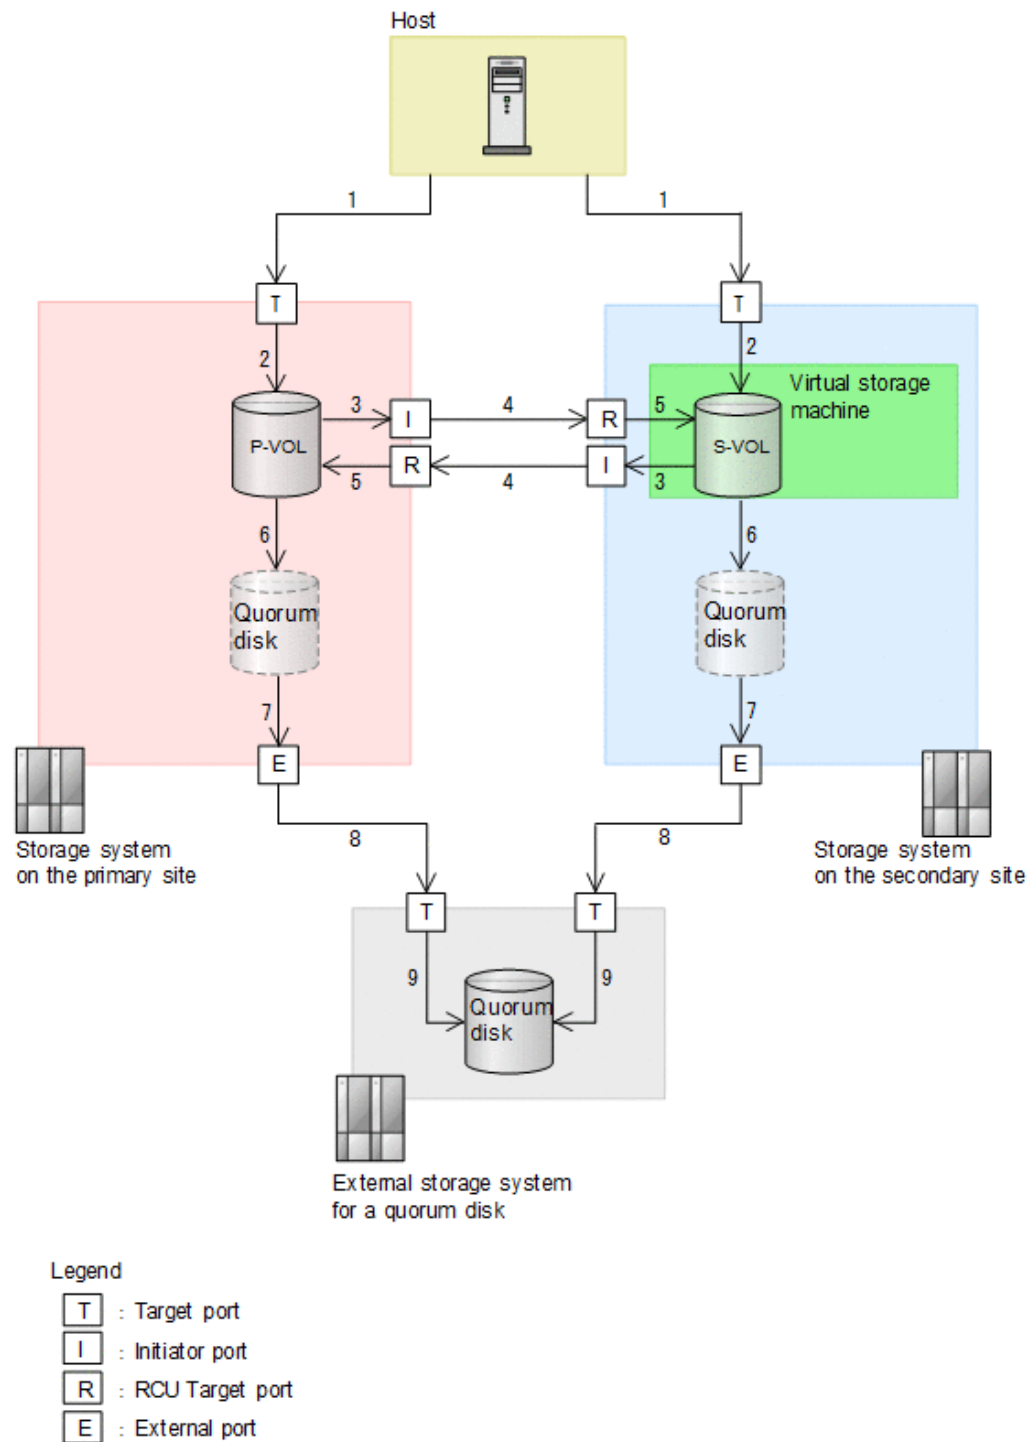 Host
1
1
T
T
2
2
Virtual storage
machine
P-VOL
3
I
4
R
5
S-VOL
5
R
4
I
3
6
6
Quorum
disk
Quorum
disk
7
7
E
E
8
8
Storage system
on the primary site
Storage system
on the secondary site
T
T
9
9
Quorum
disk
External storage system
for a quorum disk
Legend
T : Target port
I : Initiator port
R : RCU Target port
E : External port